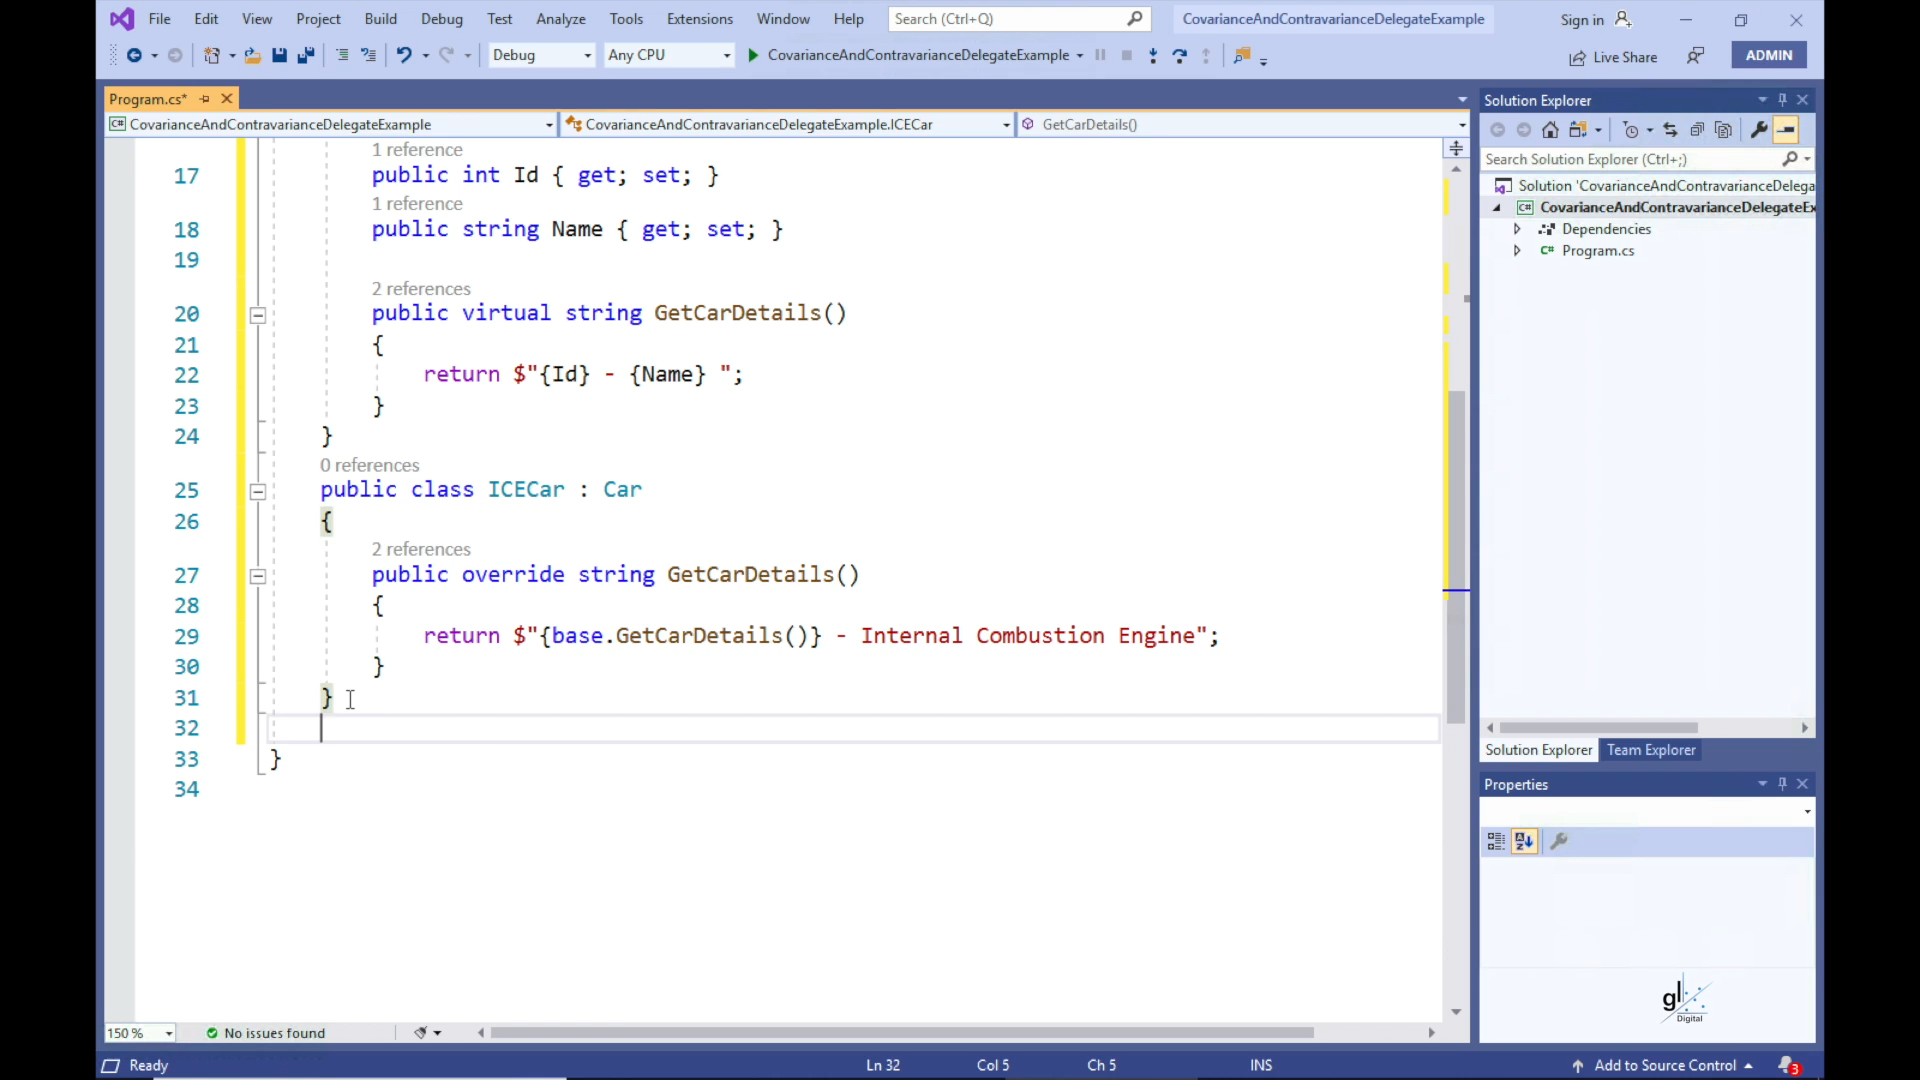 File Edit View Project Build Debug Test Analyze Tools Extensions Window Help Search (Ctrl+Q) CovarianceAndContravarianceDelegateExample Sign in
Debug Any CPU CovarianceAndContravarianceDelegateExample Live Share ADMIN
Program.cs*
CovarianceAndContravarianceDelegateExample CovarianceAndContravarianceDelegateExample.ICECar GetCarDetails()
1 reference
17 public int Id { get; set; }
1 reference
18 public string Name { get; set; }
19
2 references
20 public virtual string GetCarDetails()
21 {
22 return $"{Id} - {Name} ";
23 }
24 }
0 references
25 public class ICECar : Car
26 {
2 references
27 public override string GetCarDetails()
28 {
29 return $"{base.GetCarDetails()} - Internal Combustion Engine";
30 }
31 }
32
33 }
34
150 % No issues found
Ready Ln 32 Col 5 Ch 5 INS Add to Source Control 3
Solution Explorer
Search Solution Explorer (Ctrl+;)
Solution 'CovarianceAndContravarianceDelega
C# CovarianceAndContravarianceDelegateEx
Dependencies
C# Program.cs
Solution Explorer Team Explorer
Properties
gl
Digital